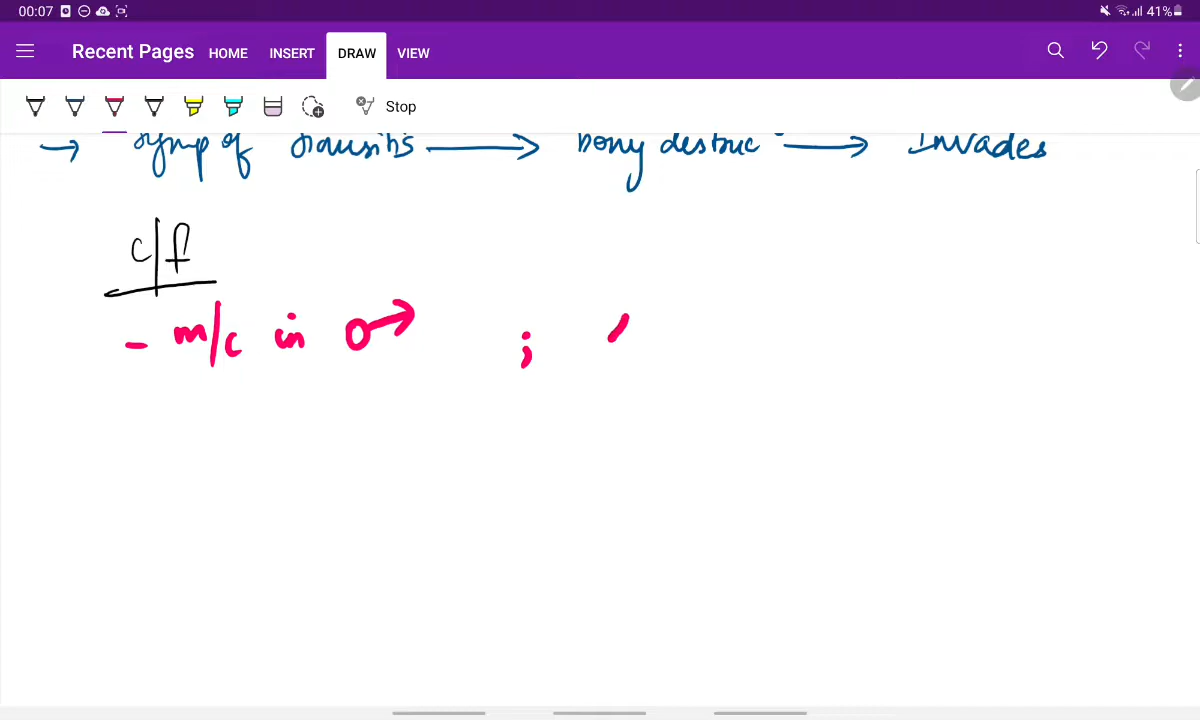 00:07 41%
Recent Pages HOME INSERT DRAW VIEW
Stop
→ symp of sinusitis → bony destruc → Invades
c/f
- m/c in ♂ ;